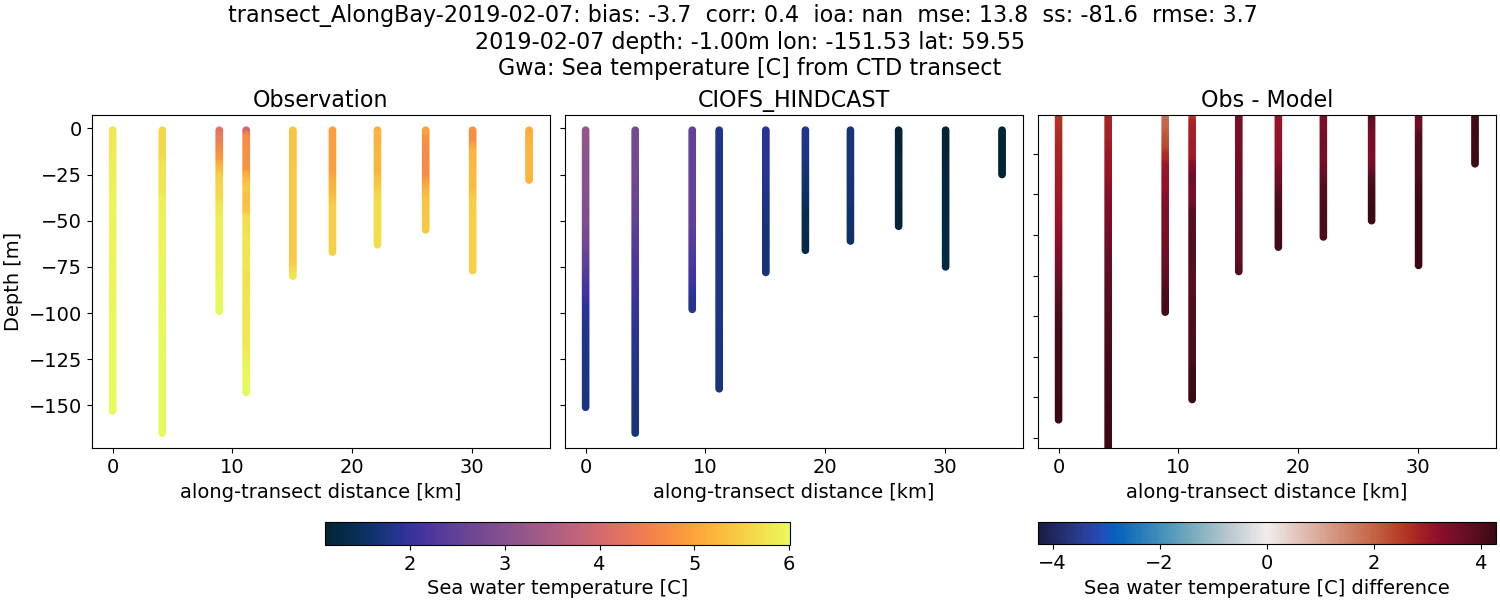 transect_AlongBay-2019-02-07: bias: -3.7  corr: 0.4  ioa: nan  mse: 13.8  ss: -81.6  rmse: 3.7
2019-02-07 depth: -1.00m lon: -151.53 lat: 59.55
Gwa: Sea temperature [C] from CTD transect
Observation
CIOFS_HINDCAST
Obs - Model
Depth [m]
0
−25
−50
−75
−100
−125
−150
0 10 20 30
0 10 20 30
0 10 20 30
along-transect distance [km]
along-transect distance [km]
along-transect distance [km]
2 3 4 5 6
Sea water temperature [C]
−4 −2 0 2 4
Sea water temperature [C] difference